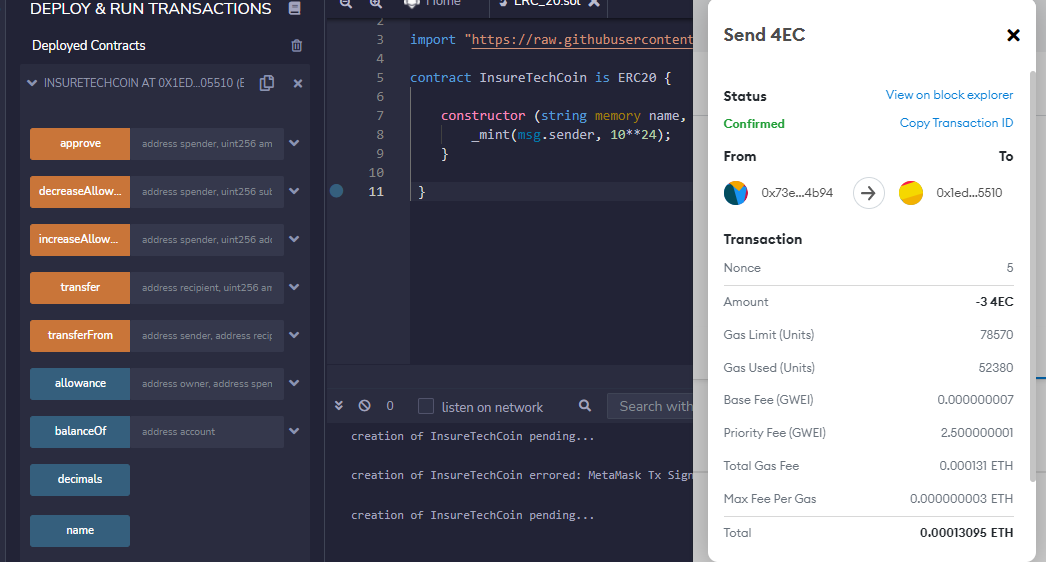 DEPLOY & RUN TRANSACTIONS
Deployed Contracts
INSURETECHCOIN AT 0X1ED...05510 (E
approve address spender, uint256 am
decreaseAllow... address spender, uint256 sub
increaseAllow... address spender, uint256 add
transfer address recipient, uint256 am
transferFrom address sender, address recip
allowance address owner, address spen
balanceOf address account
decimals
name
Home
ERC_20.sol
2
3 import "https://raw.githubusercontent
4
5 contract InsureTechCoin is ERC20 {
6
7 constructor (string memory name,
8 _mint(msg.sender, 10**24);
9 }
10
11 }
0 listen on network Search with
creation of InsureTechCoin pending...
creation of InsureTechCoin errored: MetaMask Tx Sign
creation of InsureTechCoin pending...
Send 4EC
Status View on block explorer
Confirmed Copy Transaction ID
From To
0x73e...4b94 0x1ed...5510
Transaction
Nonce 5
Amount -3 4EC
Gas Limit (Units) 78570
Gas Used (Units) 52380
Base Fee (GWEI) 0.000000007
Priority Fee (GWEI) 2.500000001
Total Gas Fee 0.000131 ETH
Max Fee Per Gas 0.000000003 ETH
Total 0.00013095 ETH